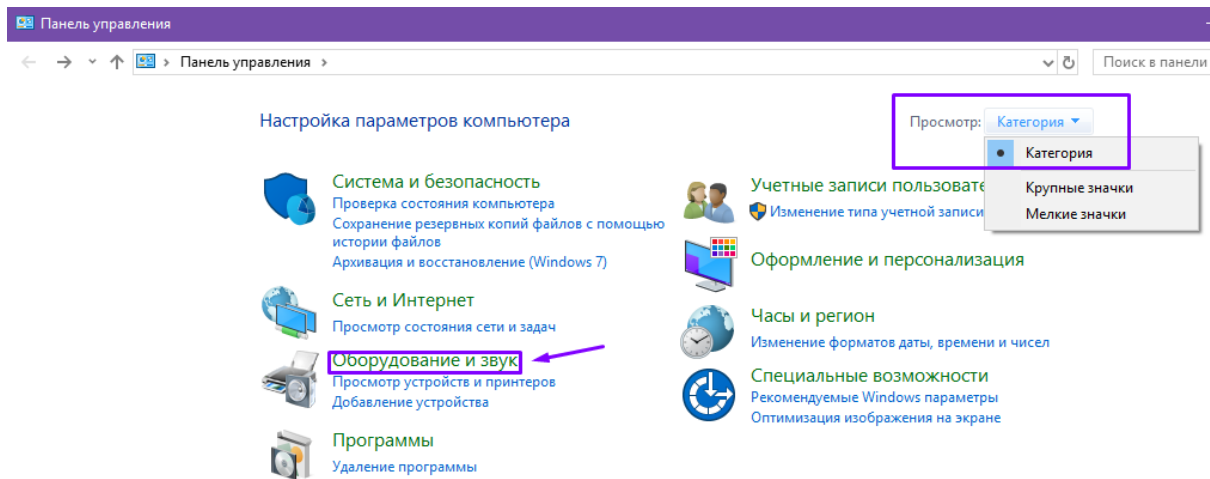 Панель управления
Панель управления
Поиск в панели
Настройка параметров компьютера
Просмотр: Категория
Категория
Крупные значки
Мелкие значки
Система и безопасность
Проверка состояния компьютера
Сохранение резервных копий файлов с помощью
истории файлов
Архивация и восстановление (Windows 7)
Сеть и Интернет
Просмотр состояния сети и задач
Оборудование и звук
Просмотр устройств и принтеров
Добавление устройства
Программы
Удаление программы
Учетные записи пользовате
Изменение типа учетной записи
Оформление и персонализация
Часы и регион
Изменение форматов даты, времени и чисел
Специальные возможности
Рекомендуемые Windows параметры
Оптимизация изображения на экране